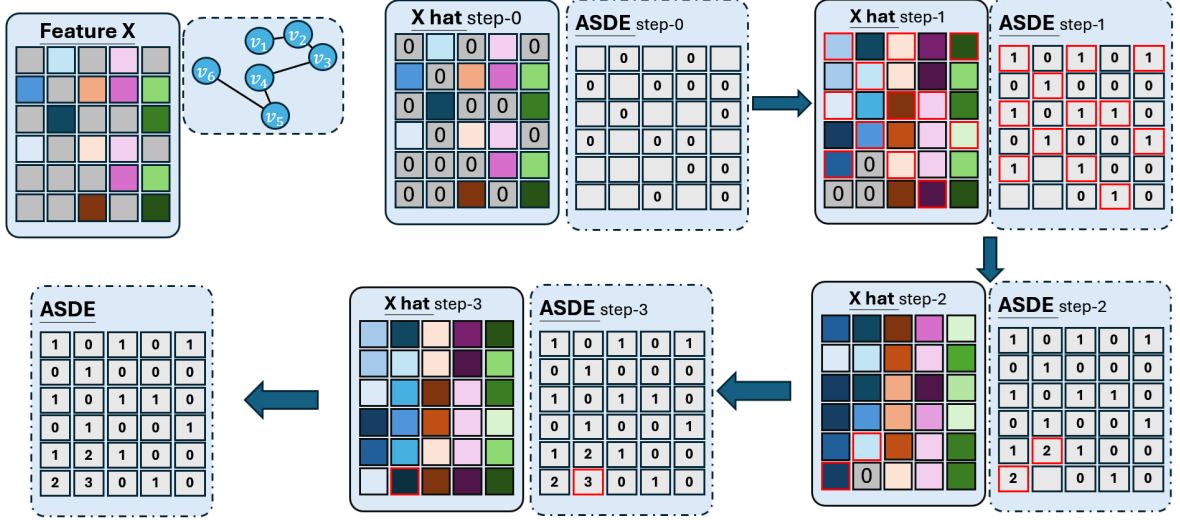 Feature X
v1
v2
v3
v4
v5
v6
X hat step-0
0 0 0
0
0 0 0
0 0
0 0 0
0 0 0
ASDE step-0
0 0
0 0 0 0
0 0
0 0 0
0 0
0 0
X hat step-1
0
0 0
ASDE step-1
1 0 1 0 1
0 1 0 0 0
1 0 1 1 0
0 1 0 0 1
1 1 0 0
0 1 0
X hat step-2
0
ASDE step-2
1 0 1 0 1
0 1 0 0 0
1 0 1 1 0
0 1 0 0 1
1 2 1 0 0
2 0 1 0
X hat step-3
ASDE step-3
1 0 1 0 1
0 1 0 0 0
1 0 1 1 0
0 1 0 0 1
1 2 1 0 0
2 3 0 1 0
ASDE
1 0 1 0 1
0 1 0 0 0
1 0 1 1 0
0 1 0 0 1
1 2 1 0 0
2 3 0 1 0